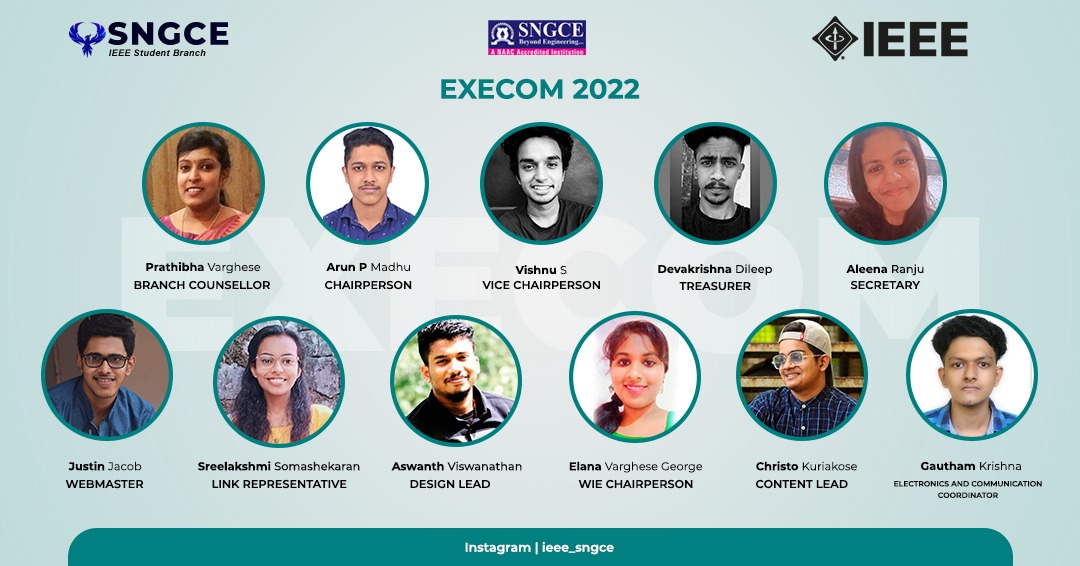 SNGCE
IEEE Student Branch
SNGCE
Beyond Engineering...
A NAAC Accredited Institution
IEEE
EXECOM 2022
EXECOM
Prathibha Varghese
BRANCH COUNSELLOR
Arun P Madhu
CHAIRPERSON
Vishnu S
VICE CHAIRPERSON
Devakrishna Dileep
TREASURER
Aleena Ranju
SECRETARY
Justin Jacob
WEBMASTER
Sreelakshmi Somashekaran
LINK REPRESENTATIVE
Aswanth Viswanathan
DESIGN LEAD
Elana Varghese George
WIE CHAIRPERSON
Christo Kuriakose
CONTENT LEAD
Gautham Krishna
ELECTRONICS AND COMMUNICATION
COORDINATOR
Instagram | ieee_sngce